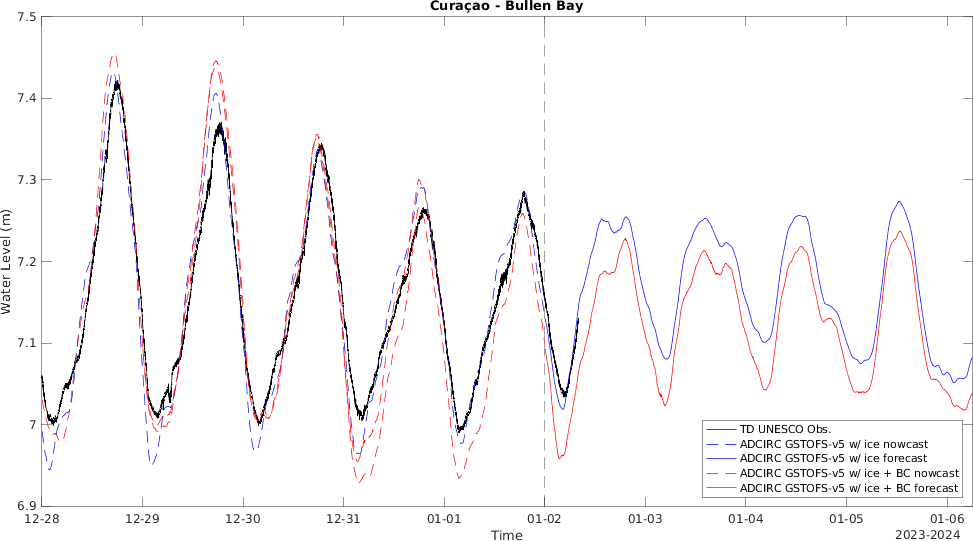 Curaçao - Bullen Bay
Water Level (m)
7.5
7.4
7.3
7.2
7.1
7
6.9
12-28
12-29
12-30
12-31
01-01
01-02
01-03
01-04
01-05
01-06
Time
2023-2024
TD UNESCO Obs.
ADCIRC GSTOFS-v5 w/ ice nowcast
ADCIRC GSTOFS-v5 w/ ice forecast
ADCIRC GSTOFS-v5 w/ ice + BC nowcast
ADCIRC GSTOFS-v5 w/ ice + BC forecast